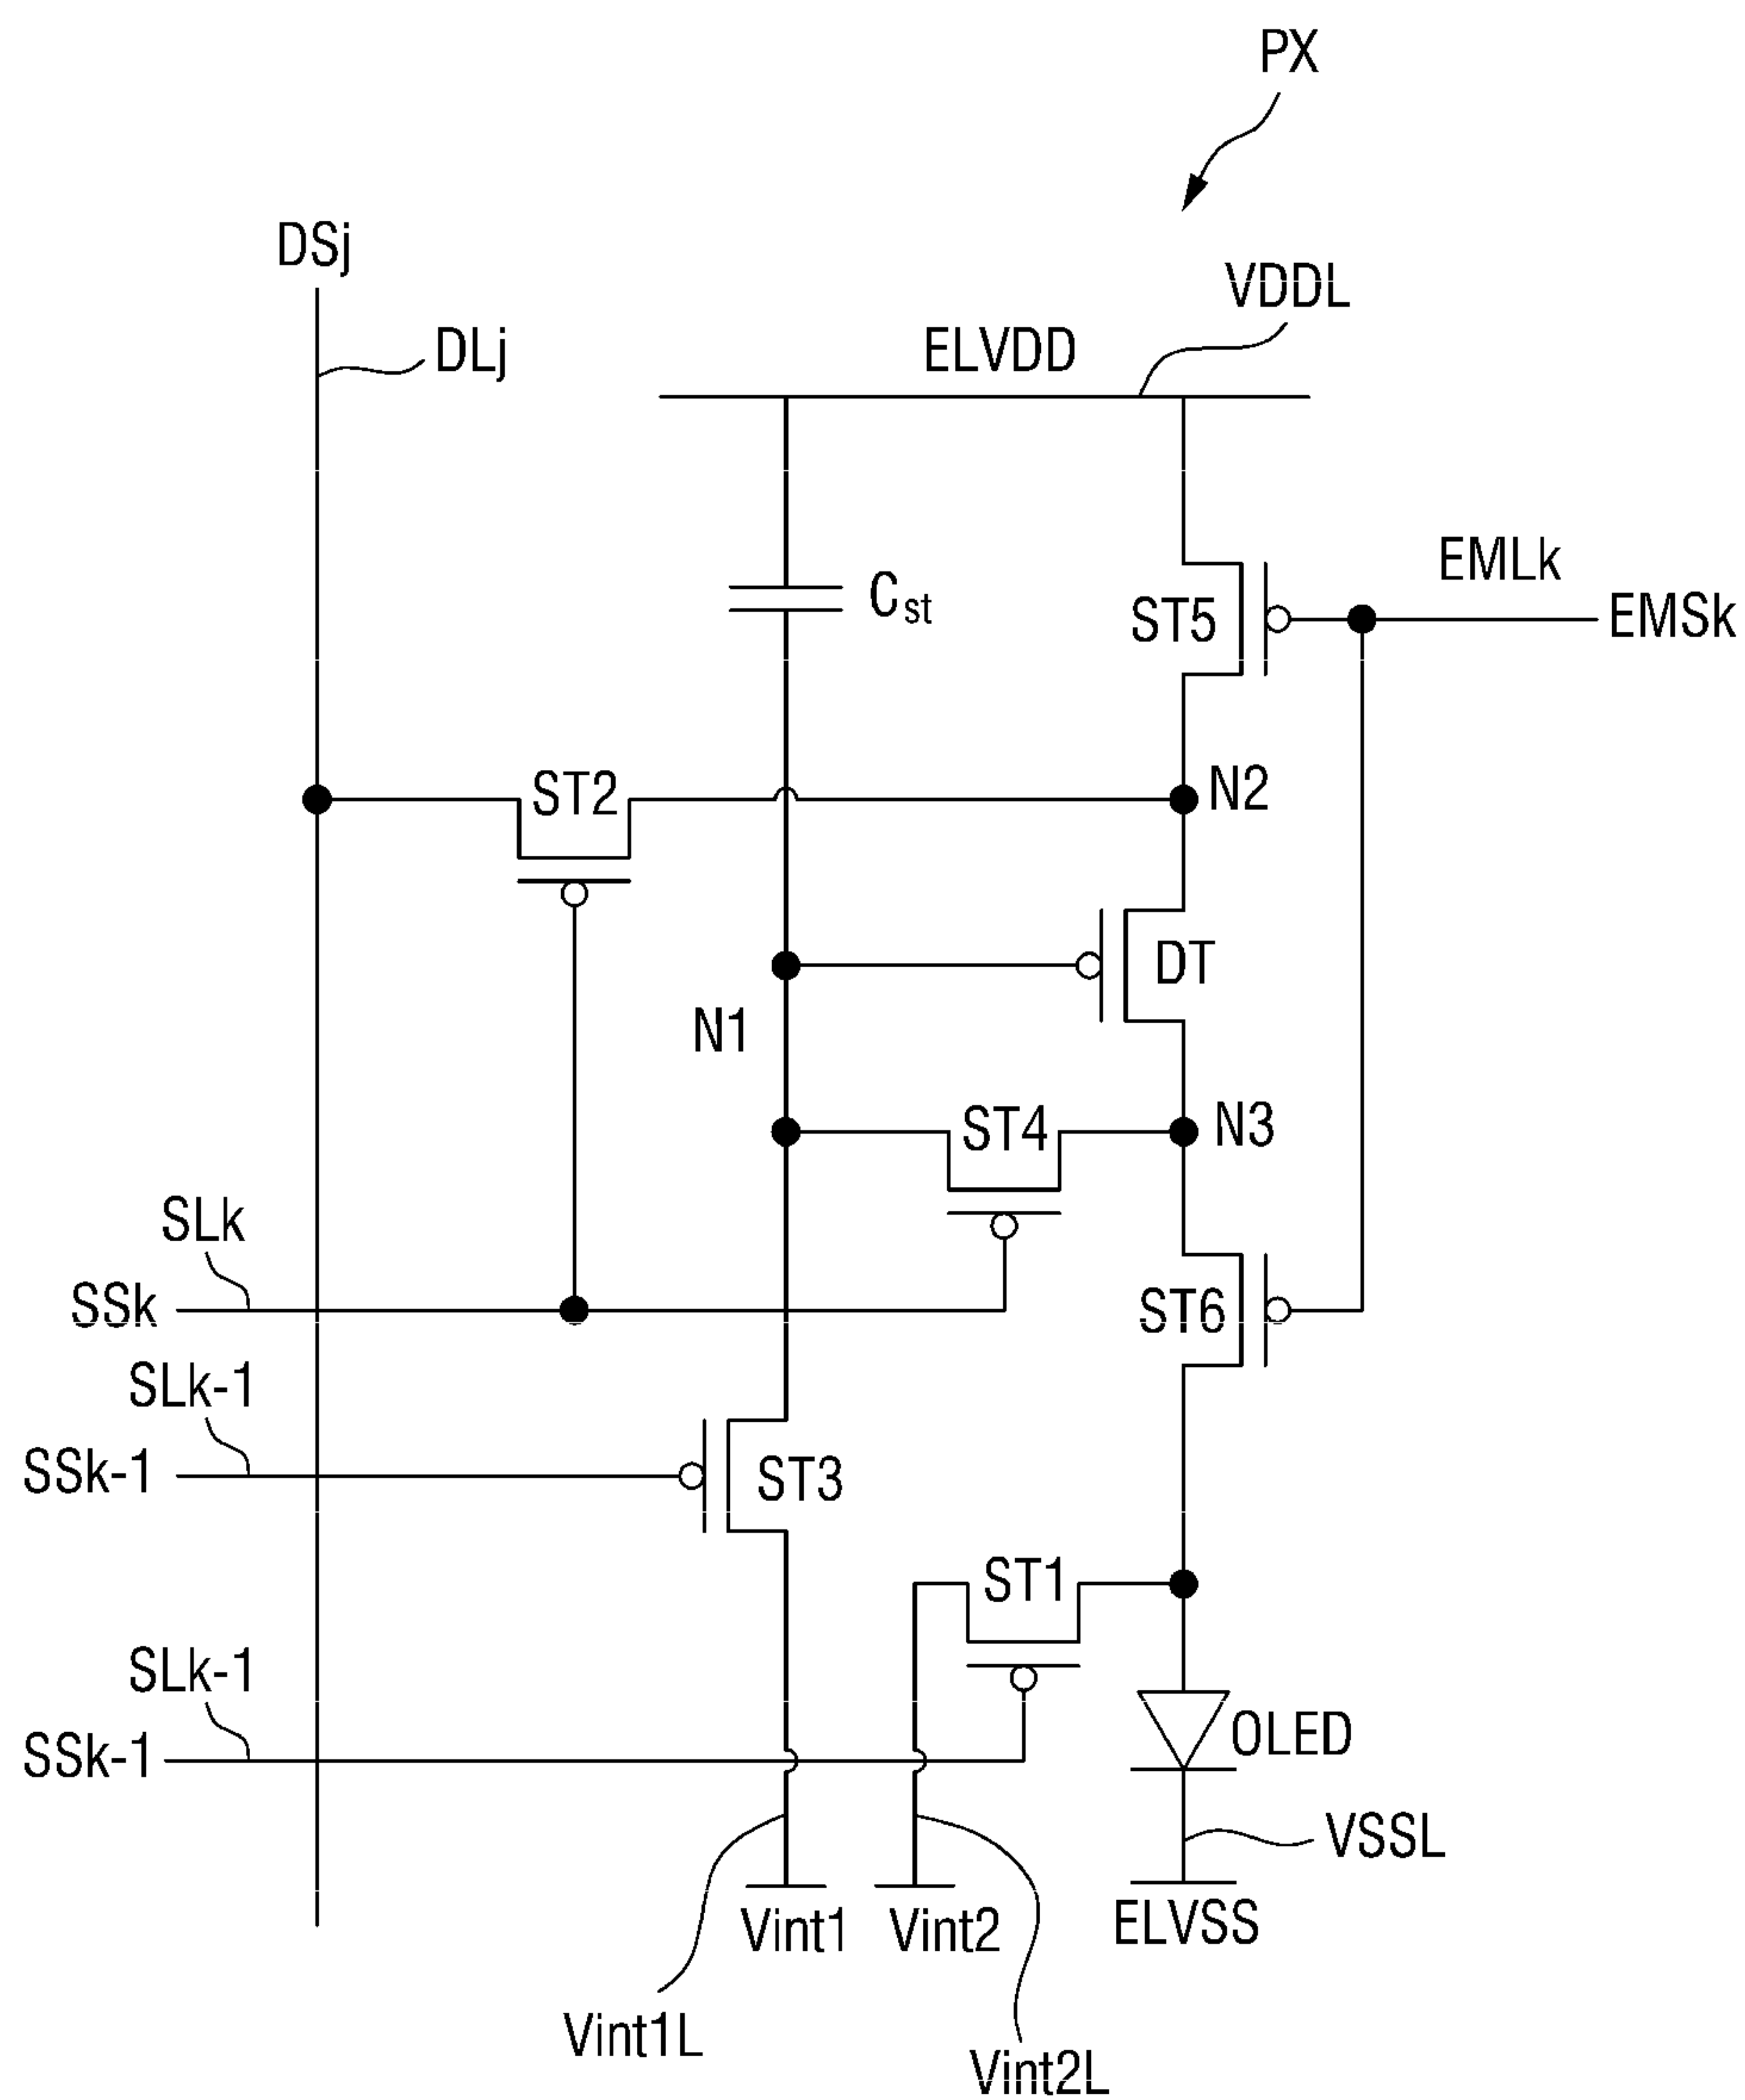 PX
DSj
VDDL
DLj
ELVDD
EMLk
Cst
ST5
EMSk
ST2
N2
DT
N1
ST4
N3
SLk
SSk
ST6
SLk-1
SSk-1
ST3
ST1
SLk-1
SSk-1
OLED
VSSL
Vint1
Vint2
ELVSS
Vint1L
Vint2L